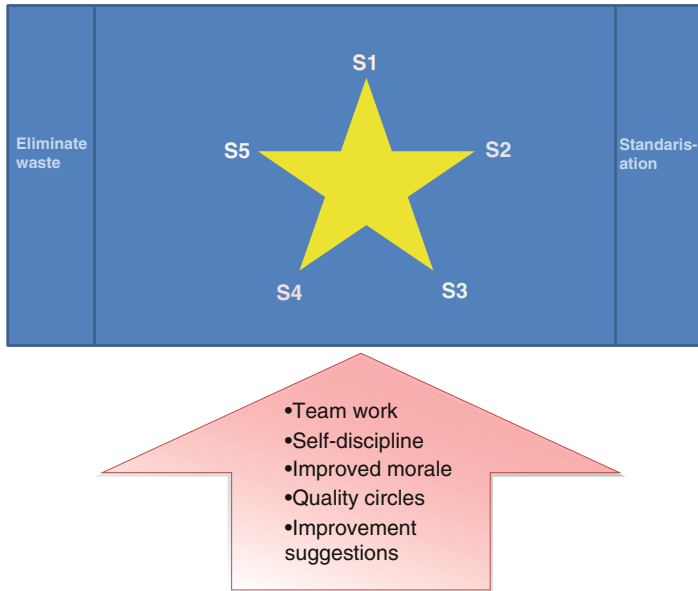 S1
Eliminate
waste
Standaris-
ation
S5
S2
S4
S3
•Team work
•Self-discipline
•Improved morale
•Quality circles
•Improvement
suggestions